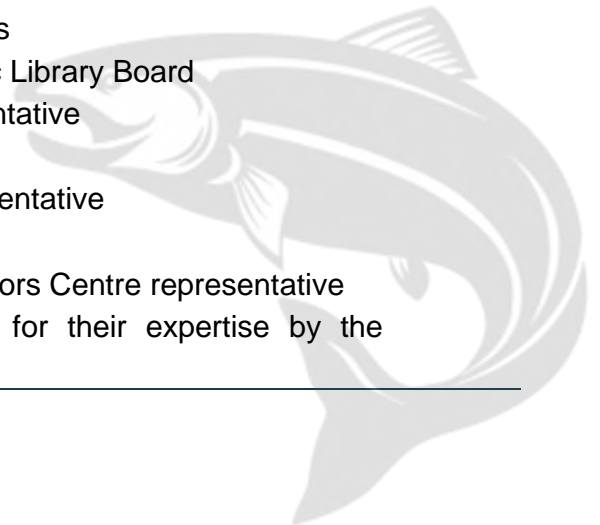 s
Library Board
ntative
entative
ors Centre representative
for their expertise by the